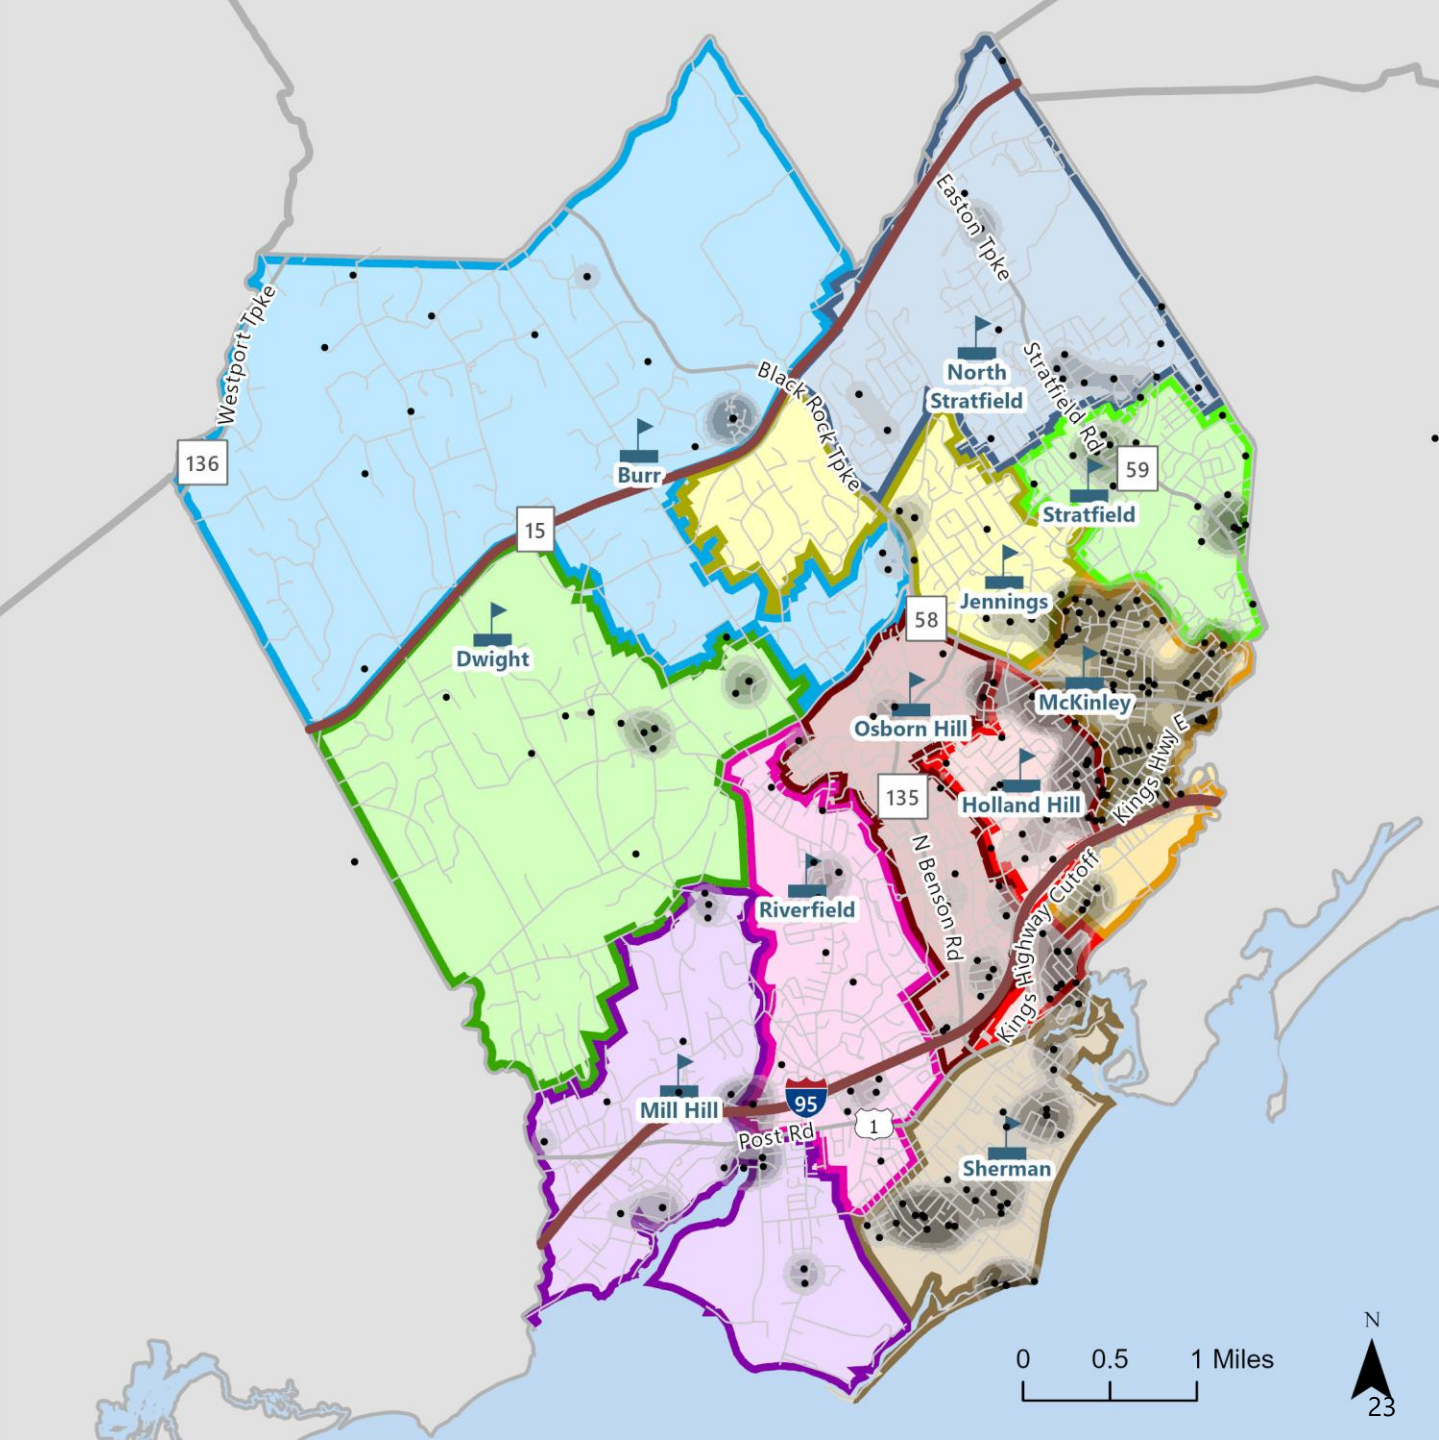 Easton Tpke
Westport Tpke
North
Stratfield
Stratfield Rd
Black Rock Tpke
136
Burr
59
Stratfield
15
Jennings
58
Dwight
McKinley
Osborn Hill
Kings Hwy E
135
Holland Hill
N Benson Rd
Kings Highway Cutoff
Riverfield
95
Mill Hill
Post Rd
1
Sherman
N
0 0.5 1 Miles
23